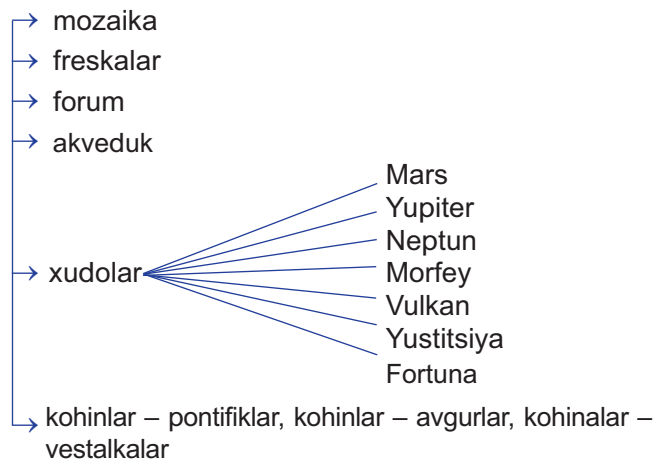 mozaika
freskalar
forum
akveduk
xudolar
Mars
Yupiter
Neptun
Morfey
Vulkan
Yustitsiya
Fortuna
kohinlar – pontifiklar, kohinlar – avgurlar, kohinalar –
vestalkalar